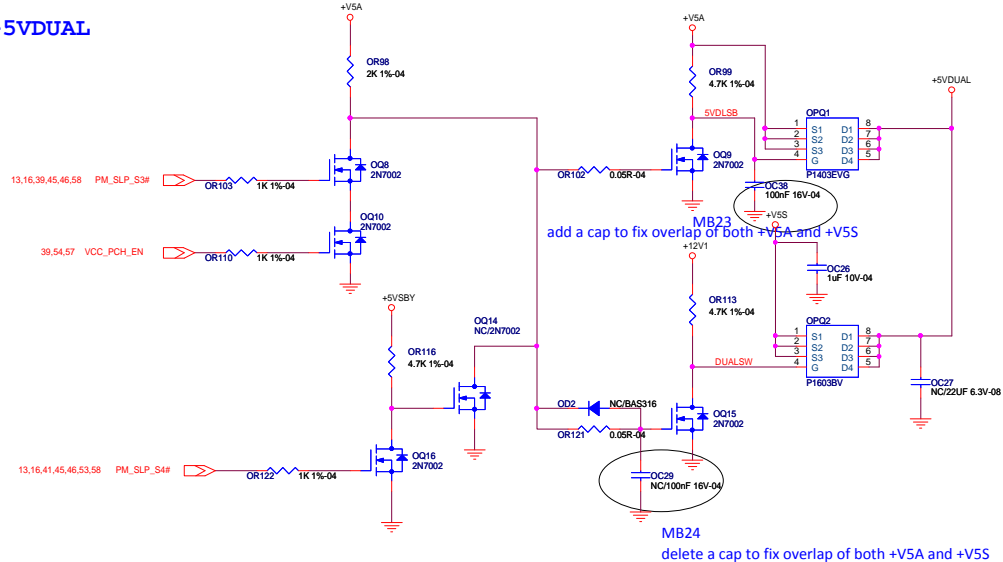 5VDUAL
+V5A
OR98
2K 1%-04
OQ8
2N7002
13,16,39,45,46,58 PM_SLP_S3#
OR103
1K 1%-04
OQ10
2N7002
39,54,57 VCC_PCH_EN
OR110
1K 1%-04
+5VSBY
OR116
4.7K 1%-04
OQ14
NC/2N7002
OQ16
2N7002
13,16,41,45,46,53,58 PM_SLP_S4#
OR122
1K 1%-04
+V5A
OR99
4.7K 1%-04
5VDLSB
OQ9
2N7002
OR102
0.05R-04
OPQ1
1 S1 D1 8
2 S2 D2 7
3 S3 D3 6
4 G D4 5
P1403EVG
+5VDUAL
OC38
100nF 16V-04
MB23
add a cap to fix overlap of both +V5A and +V5S
+V5S
OC26
1uF 10V-04
+12V1
OR113
4.7K 1%-04
DUALSW
OPQ2
1 S1 D1 8
2 S2 D2 7
3 S3 D3 6
4 G D4 5
P1603BV
OC27
NC/22UF 6.3V-08
OD2
NC/BAS316
OR121
0.05R-04
OQ15
2N7002
OC29
NC/100nF 16V-04
MB24
delete a cap to fix overlap of both +V5A and +V5S